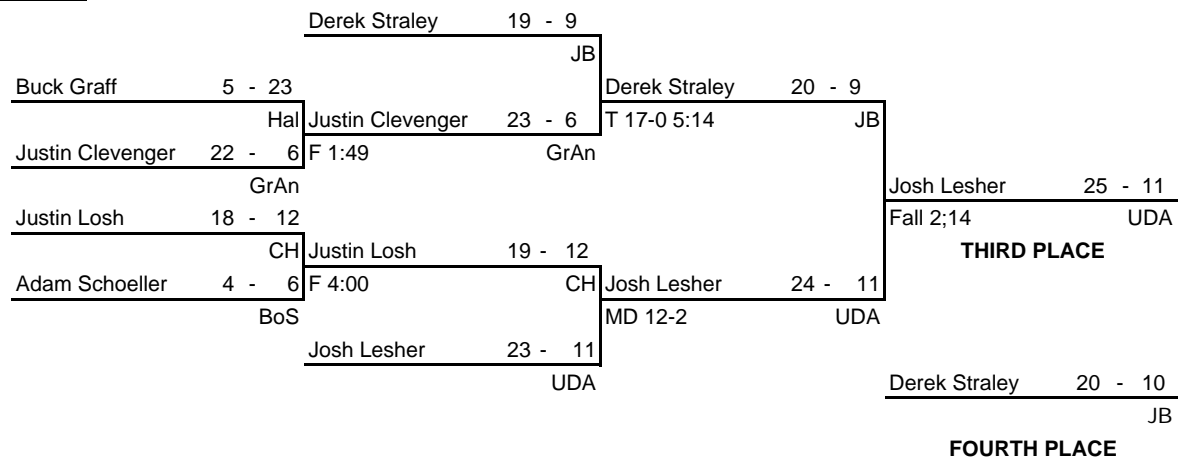 Derek Straley 19 - 9
JB
Buck Graff 5 - 23
Derek Straley 20 - 9
Hal
Justin Clevenger 23 - 6
T 17-0 5:14
JB
Justin Clevenger 22 - 6
F 1:49
GrAn
GrAn
Josh Lesher 25 - 11
Justin Losh 18 - 12
Fall 2;14
UDA
CH
Justin Losh 19 - 12
THIRD PLACE
Adam Schoeller 4 - 6
F 4:00
CH
Josh Lesher 24 - 11
BoS
MD 12-2
UDA
Josh Lesher 23 - 11
UDA
Derek Straley 20 - 10
JB
FOURTH PLACE